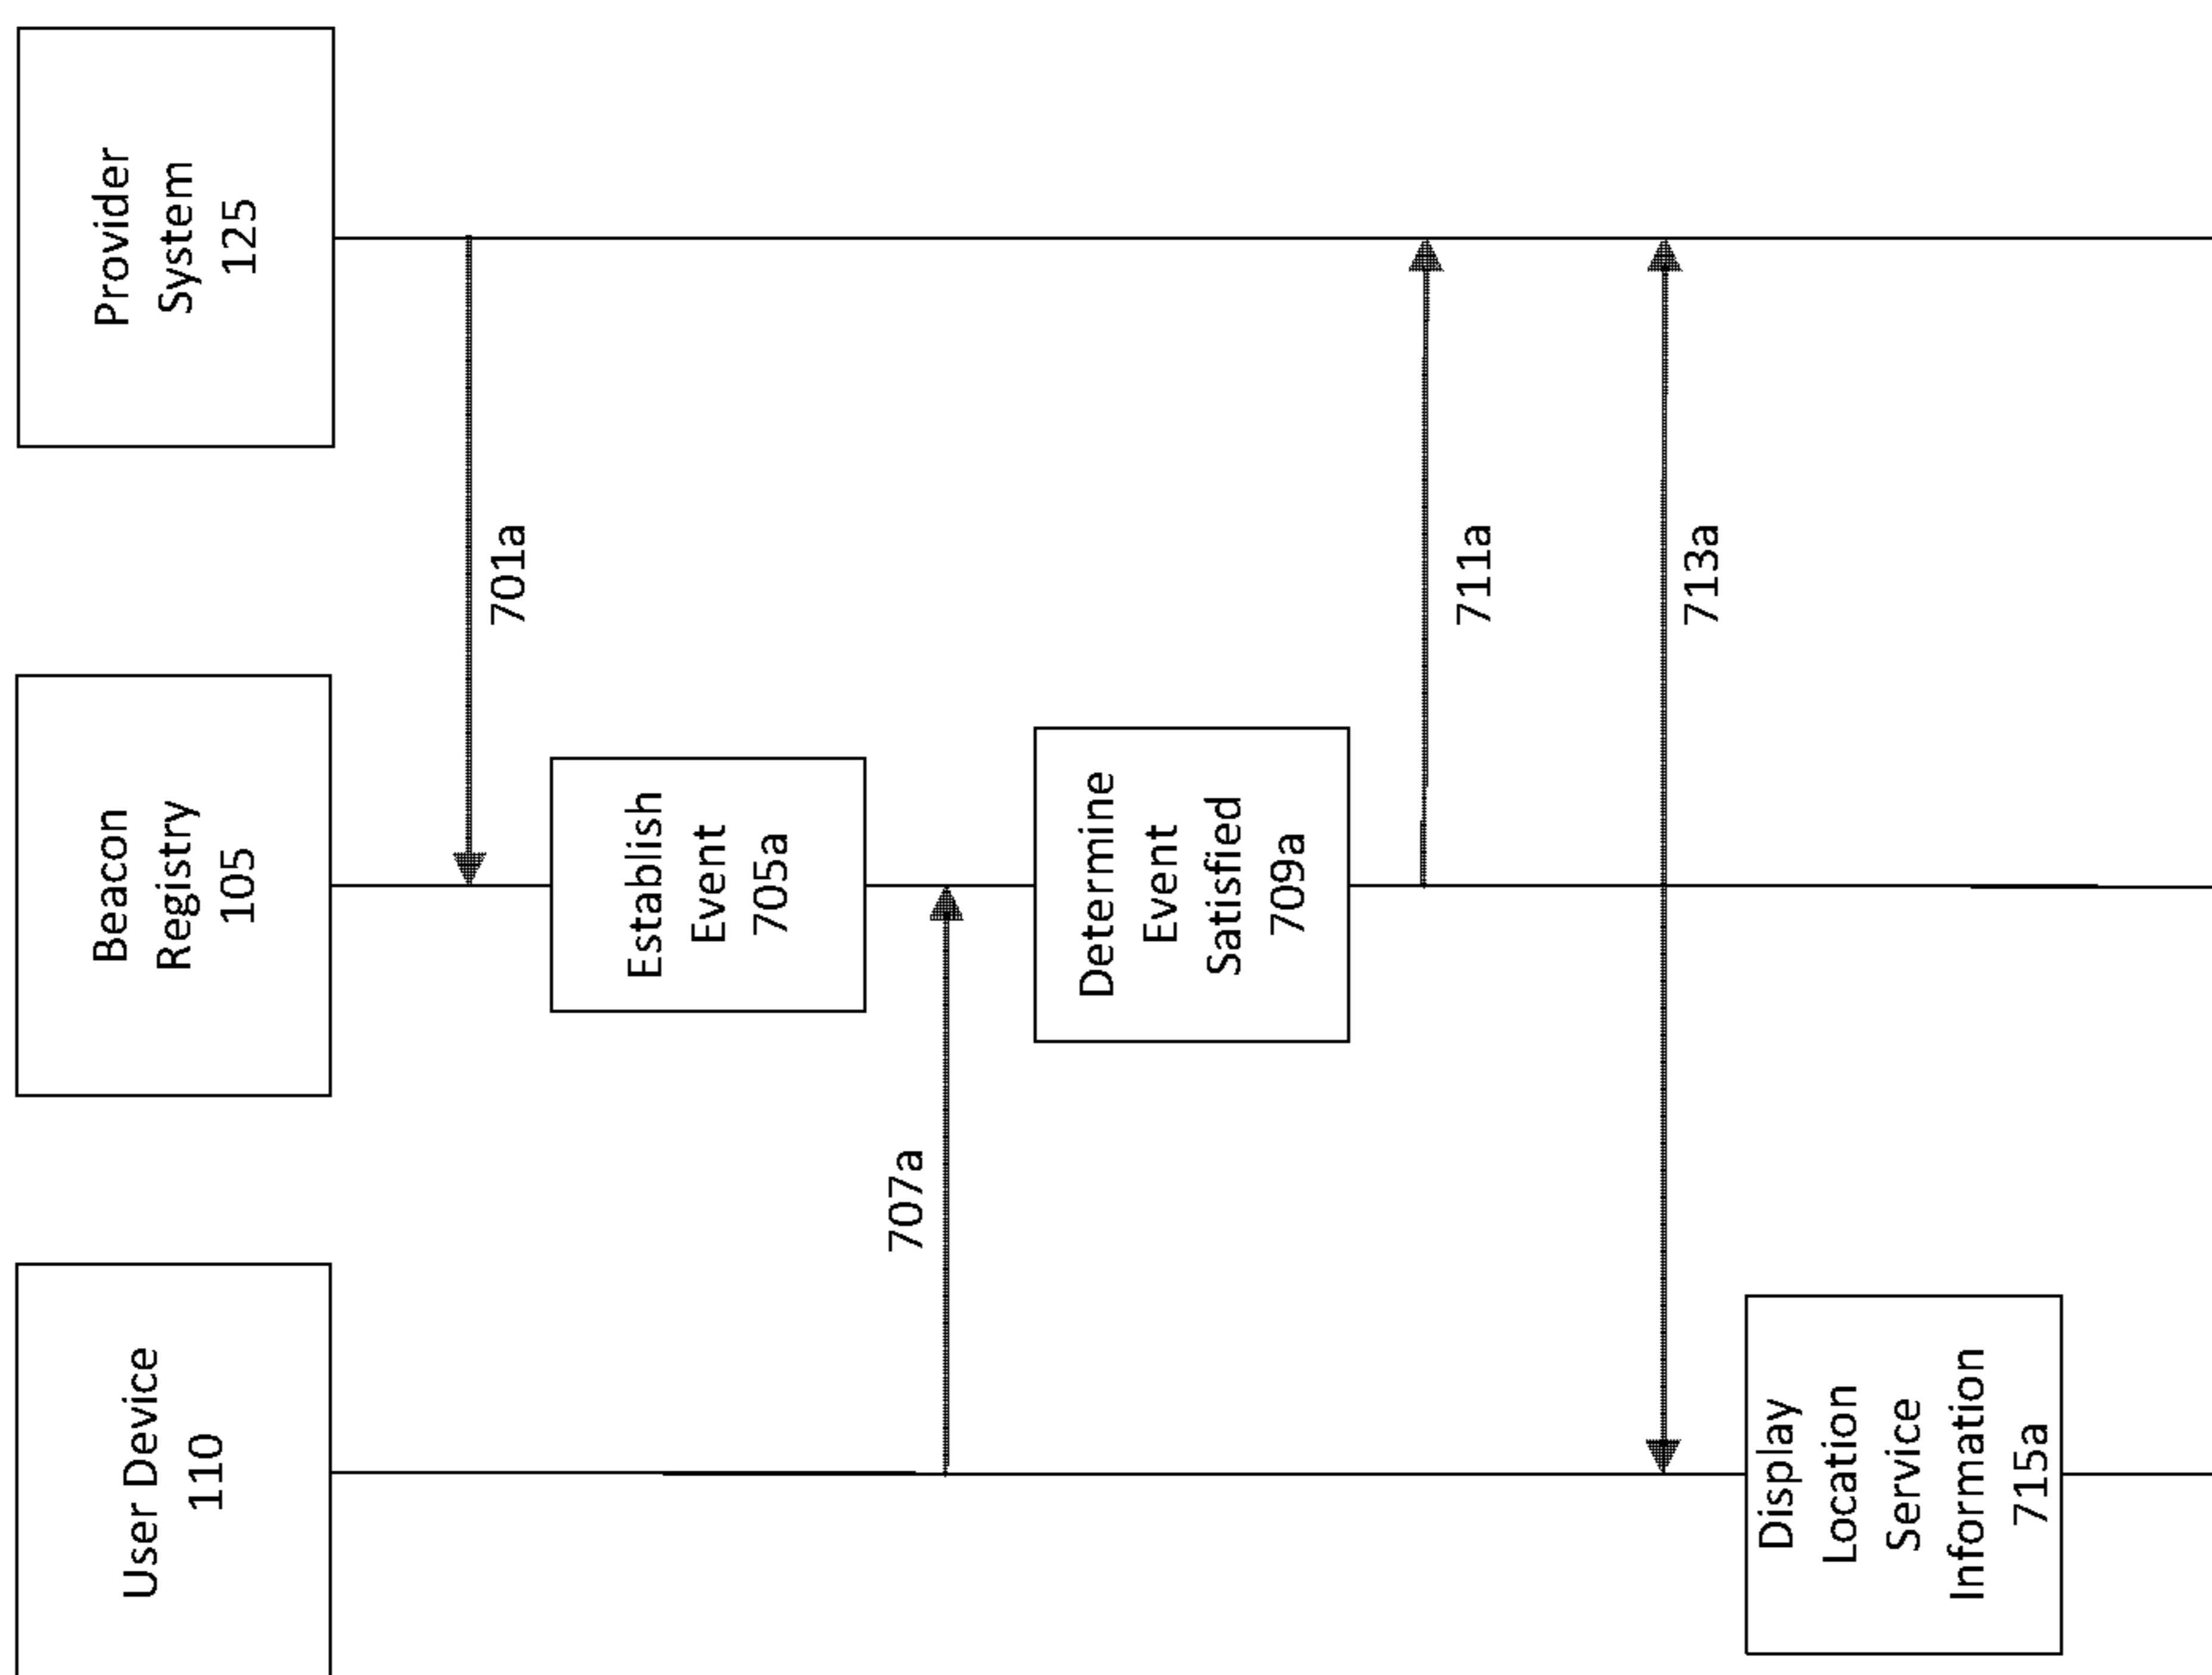 User Device
110
Beacon
Registry
105
Provider
System
125
701a
Establish
Event
705a
707a
Determine
Event
Satisfied
709a
711a
713a
Display
Location
Service
Information
715a